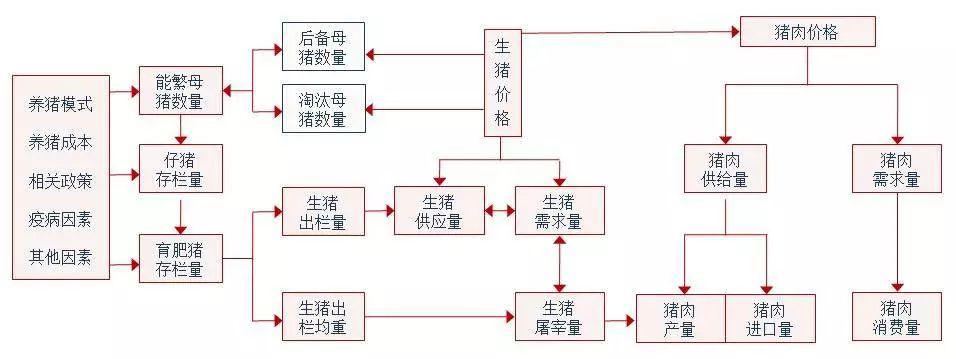 养猪模式
养猪成本
相关政策
疫病因素
其他因素
能繁母
猪数量
仔猪
存栏量
育肥猪
存栏量
后备母
猪数量
淘汰母
猪数量
生猪
出栏量
生猪出
栏均重
生
猪
价
格
生猪
供应量
生猪
需求量
生猪
屠宰量
猪肉价格
猪肉
供给量
猪肉
需求量
猪肉
产量
猪肉
进口量
猪肉
消费量